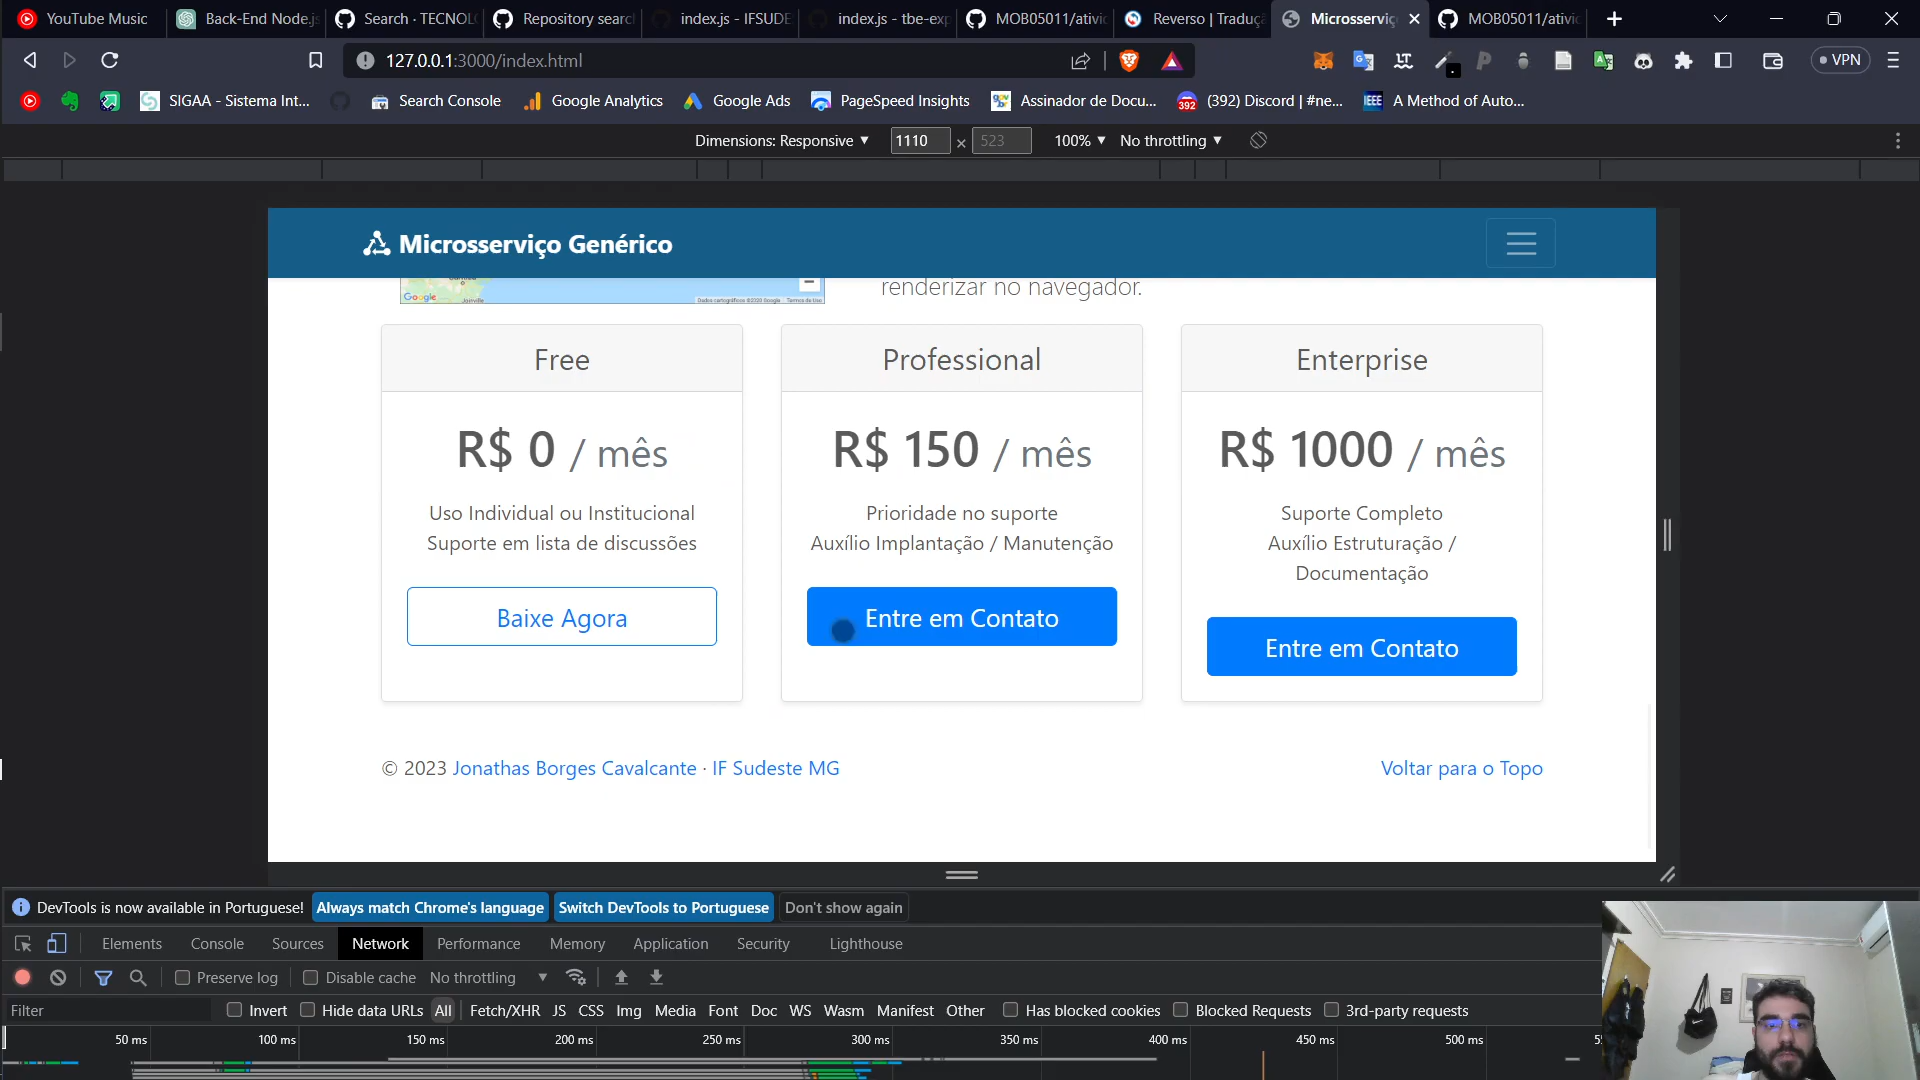 YouTube Music
Back-End Node.js
Search · TECNOL
Repository searc
index.js - IFSUDE
index.js - tbe-exp
MOB05011/ativid
Reverso | Traduç
Microsserviç
MOB05011/ativid
127.0.0.1:3000/index.html
VPN
SIGAA - Sistema Int...
Search Console
Google Analytics
Google Ads
PageSpeed Insights
Assinador de Docu...
(392) Discord | #ne...
A Method of Auto...
Dimensions: Responsive
1110 × 523
100%
No throttling
Microsserviço Genérico
Google
renderizar no navegador.
Free
R$ 0 / mês
Uso Individual ou Institucional
Suporte em lista de discussões
Baixe Agora
Professional
R$ 150 / mês
Prioridade no suporte
Auxílio Implantação / Manutenção
Entre em Contato
Enterprise
R$ 1000 / mês
Suporte Completo
Auxílio Estruturação /
Documentação
Entre em Contato
© 2023 Jonathas Borges Cavalcante · IF Sudeste MG
Voltar para o Topo
DevTools is now available in Portuguese!
Always match Chrome's language
Switch DevTools to Portuguese
Don't show again
Elements
Console
Sources
Network
Performance
Memory
Application
Security
Lighthouse
Preserve log
Disable cache
No throttling
Filter
Invert
Hide data URLs
All
Fetch/XHR
JS
CSS
Img
Media
Font
Doc
WS
Wasm
Manifest
Other
Has blocked cookies
Blocked Requests
3rd-party requests
50 ms
100 ms
150 ms
200 ms
250 ms
300 ms
350 ms
400 ms
450 ms
500 ms